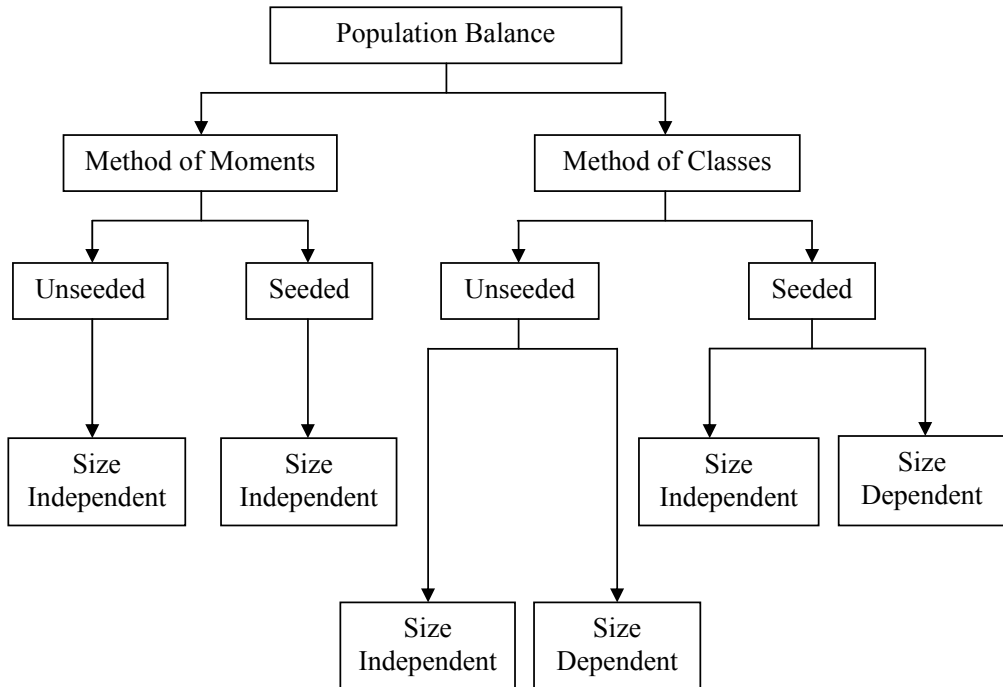 Population Balance
Method of Moments
Method of Classes
Unseeded
Seeded
Unseeded
Seeded
Size
Independent
Size
Independent
Size
Independent
Size
Dependent
Size
Independent
Size
Dependent